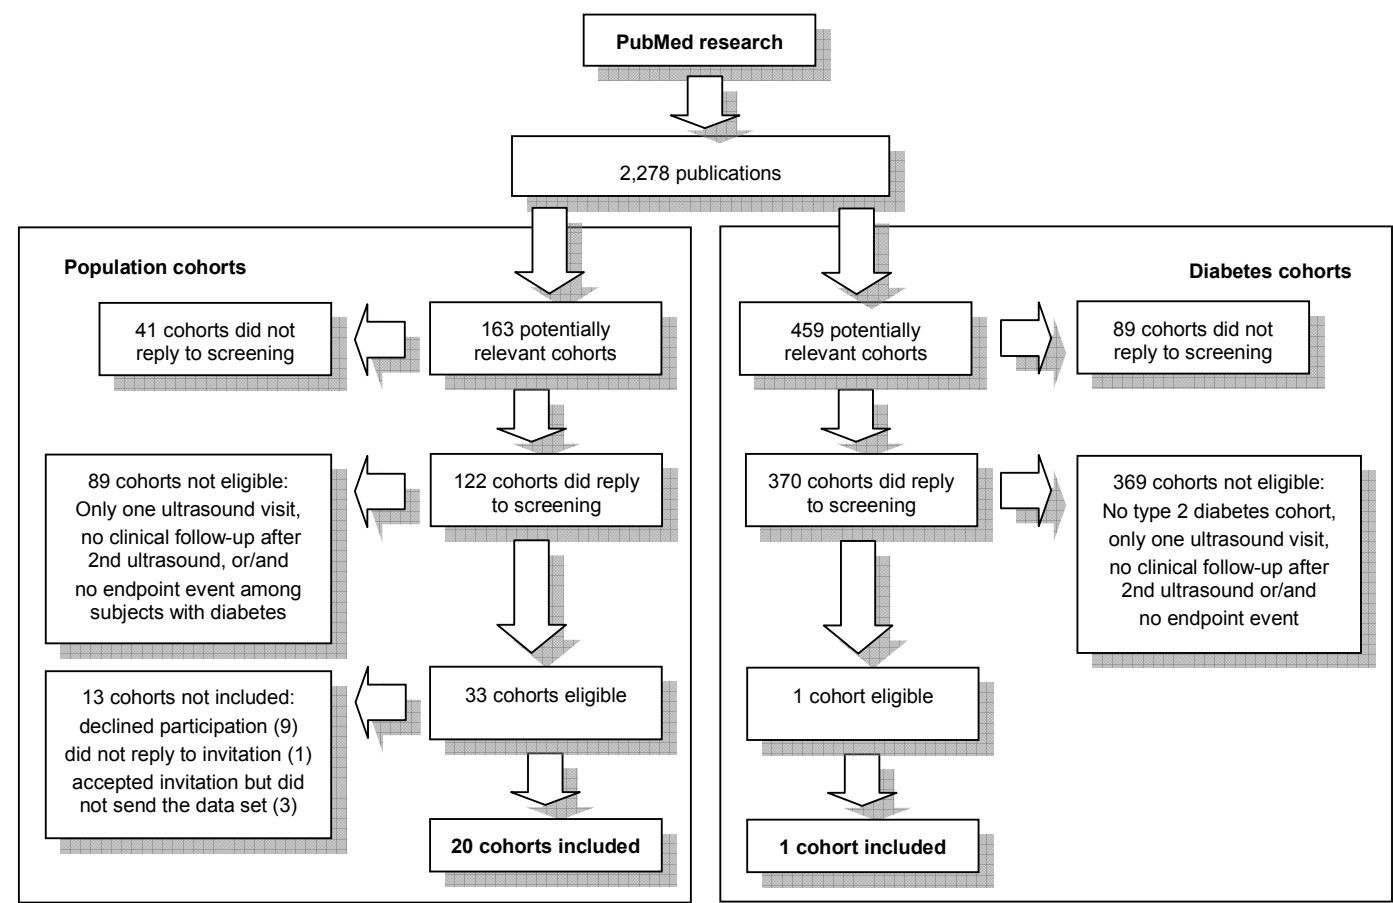 PubMed research
2,278 publications
Population cohorts
41 cohorts did not
reply to screening
163 potentially
relevant cohorts
89 cohorts not eligible:
Only one ultrasound visit,
no clinical follow-up after
2nd ultrasound, or/and
no endpoint event among
subjects with diabetes
122 cohorts did reply
to screening
13 cohorts not included:
declined participation (9)
did not reply to invitation (1)
accepted invitation but did
not send the data set (3)
33 cohorts eligible
20 cohorts included
Diabetes cohorts
459 potentially
relevant cohorts
89 cohorts did not
reply to screening
370 cohorts did reply
to screening
369 cohorts not eligible:
No type 2 diabetes cohort,
only one ultrasound visit,
no clinical follow-up after
2nd ultrasound or/and
no endpoint event
1 cohort eligible
1 cohort included